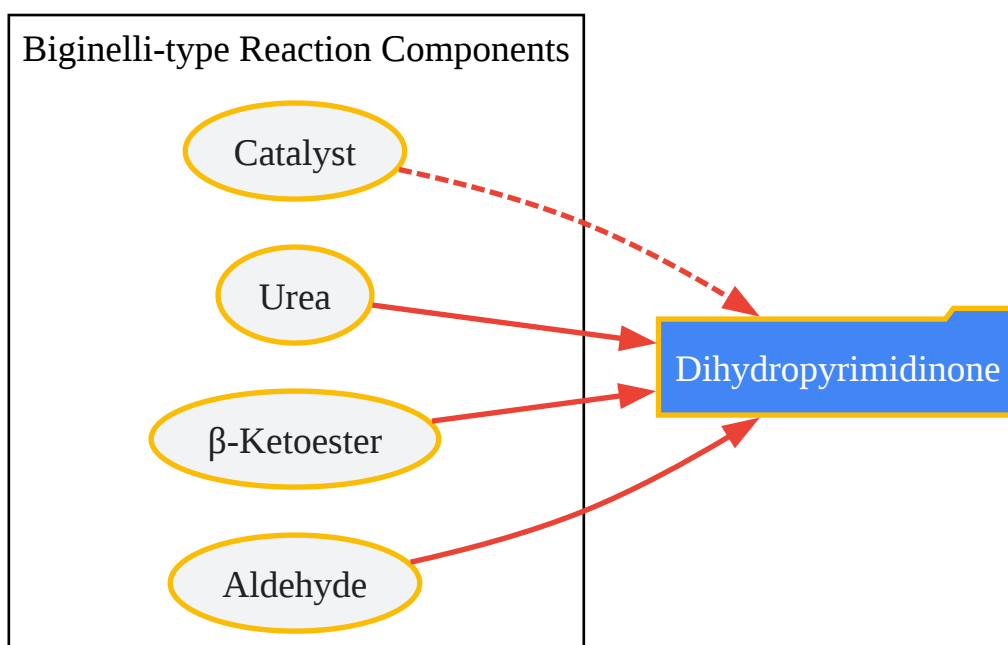 Biginelli-type Reaction Components
Catalyst
Urea
β-Ketoester
Aldehyde
Dihydropyrimidinone